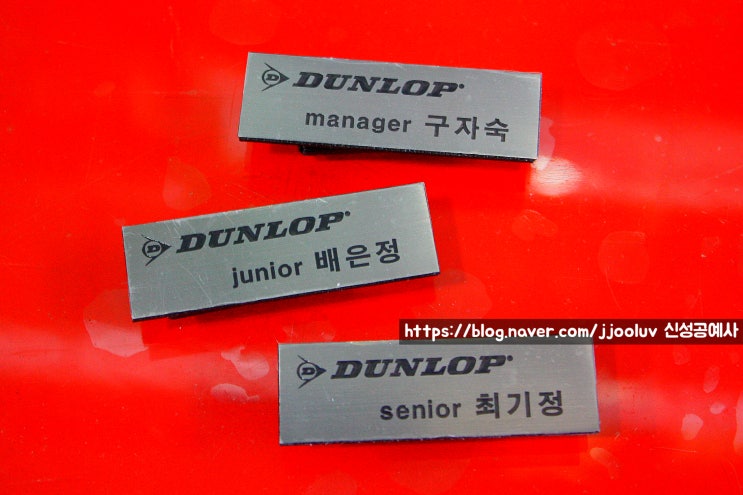 DUNLOP
manager 구자숙
DUNLOP
junior 배은정
https://blog.naver.com/jjooluv 신성공예사
DUNLOP
senior 최기정